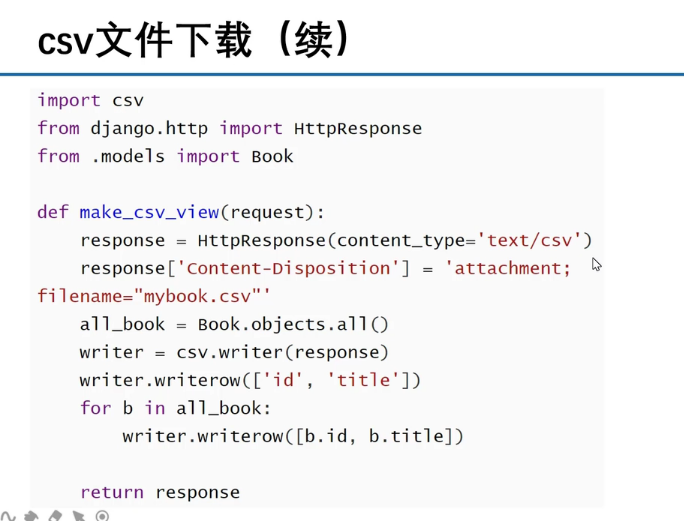 csv文件下载（续）
import csv
from django.http import HttpResponse
from .models import Book
def make_csv_view(request):
response = HttpResponse(content_type='text/csv')
response['Content-Disposition'] = 'attachment;
filename="mybook.csv"'
all_book = Book.objects.all()
writer = csv.writer(response)
writer.writerow(['id', 'title'])
for b in all_book:
writer.writerow([b.id, b.title])
return response